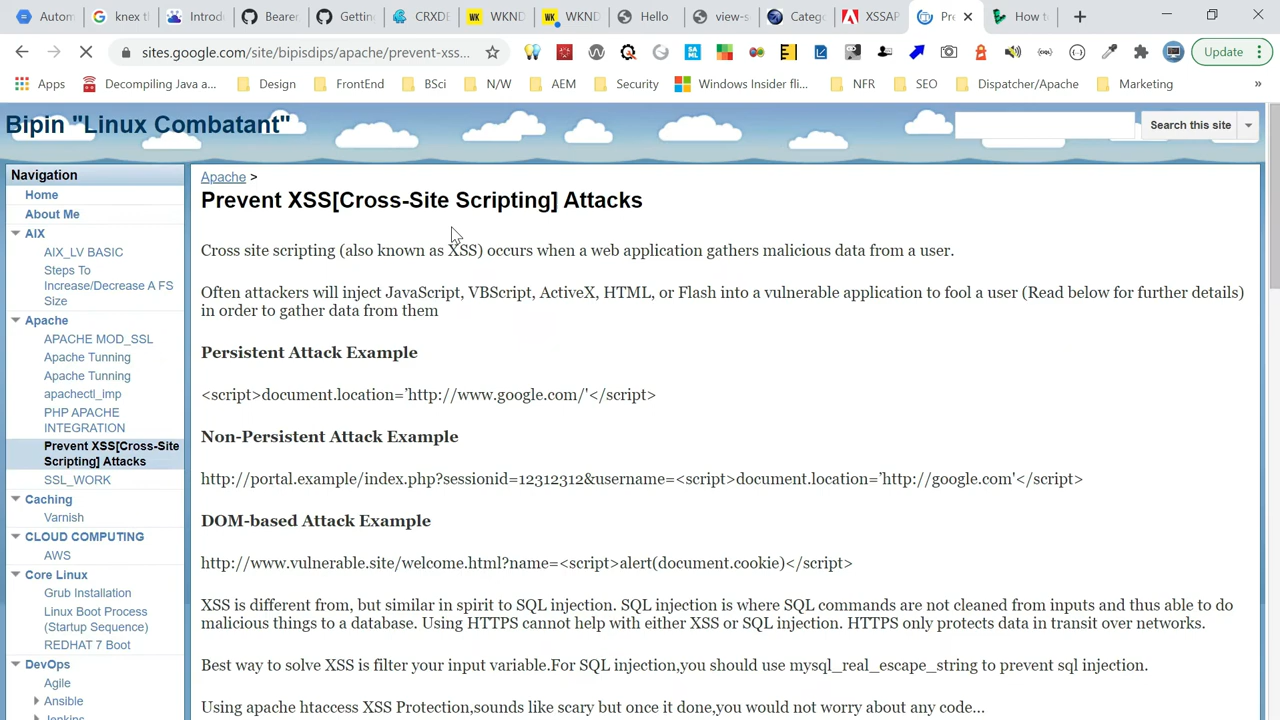 Autom
knex t
Introd
Bearer
Getti
CRXDE
WKND
WKND
Hello
view-s
Categ
XSSAP
Pre
How t
sites.google.com/site/bipisdips/apache/prevent-xss...
Update
Apps
Decompiling Java a...
Design
FrontEnd
BSci
N/W
AEM
Security
Windows Insider fli...
NFR
SEO
Dispatcher/Apache
Marketing
»
Bipin "Linux Combatant"
Search this site
Navigation
Home
About Me
AIX
AIX_LV BASIC
Steps To
Increase/Decrease A FS
Size
Apache
APACHE MOD_SSL
Apache Tunning
Apache Tunning
apachectl_imp
PHP APACHE
INTEGRATION
Prevent XSS[Cross-Site
Scripting] Attacks
SSL_WORK
Caching
Varnish
CLOUD COMPUTING
AWS
Core Linux
Grub Installation
Linux Boot Process
(Startup Sequence)
REDHAT 7 Boot
DevOps
Agile
Ansible
Jenkins
Apache >
Prevent XSS[Cross-Site Scripting] Attacks
Cross site scripting (also known as XSS) occurs when a web application gathers malicious data from a user.
Often attackers will inject JavaScript, VBScript, ActiveX, HTML, or Flash into a vulnerable application to fool a user (Read below for further details)
in order to gather data from them
Persistent Attack Example
<script>document.location=’http://www.google.com/'</script>
Non-Persistent Attack Example
http://portal.example/index.php?sessionid=12312312&username=<script>document.location=’http://google.com'</script>
DOM-based Attack Example
http://www.vulnerable.site/welcome.html?name=<script>alert(document.cookie)</script>
XSS is different from, but similar in spirit to SQL injection. SQL injection is where SQL commands are not cleaned from inputs and thus able to do
malicious things to a database. Using HTTPS cannot help with either XSS or SQL injection. HTTPS only protects data in transit over networks.
Best way to solve XSS is filter your input variable.For SQL injection,you should use mysql_real_escape_string to prevent sql injection.
Using apache htaccess XSS Protection,sounds like scary but once it done,you would not worry about any code...